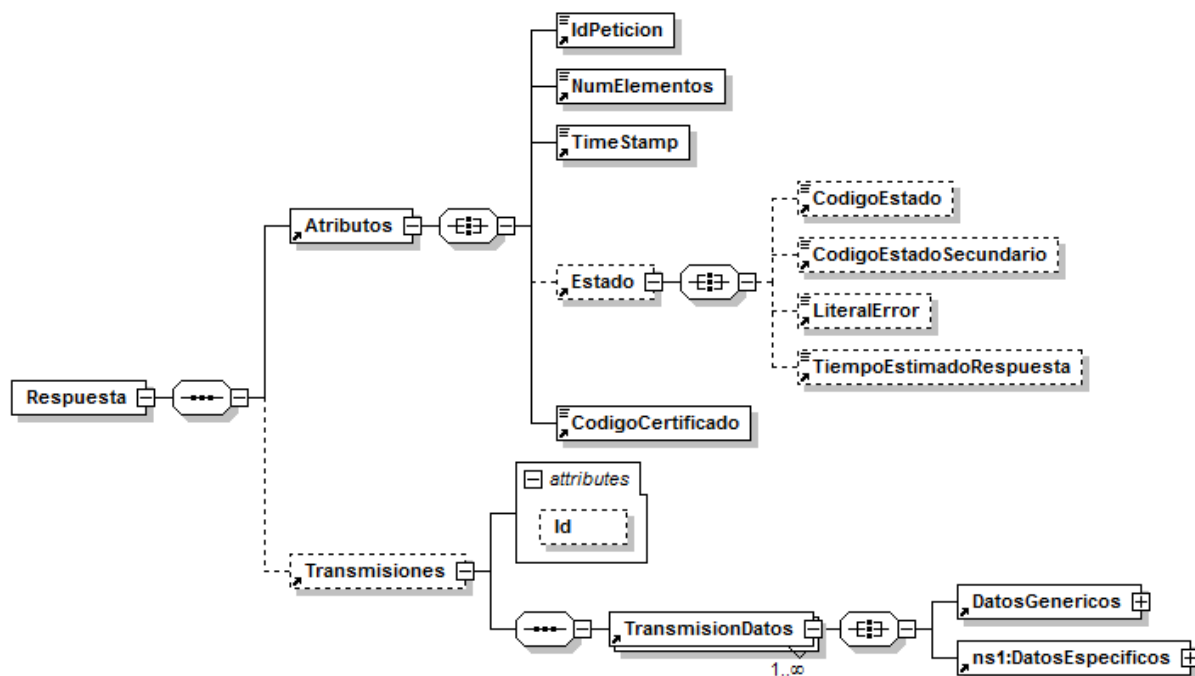 IdPeticion
NumElementos
TimeStamp
CodigoEstado
Atributos
CodigoEstadoSecundario
Estado
LiteralError
TiempoEstimadoRespuesta
Respuesta
CodigoCertificado
attributes
Id
Transmisiones
DatosGenericos
TransmisionDatos
ns1:DatosEspecificos
1..∞